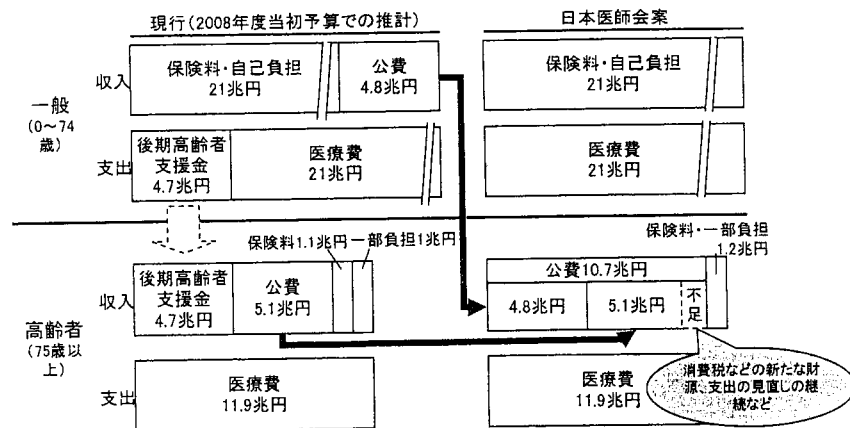 現行(2008年度当初予算での推計)
日本医師会案
一般
(0～74
歳)
収入
保険料・自己負担
21兆円
公費
4.8兆円
保険料・自己負担
21兆円
支出
後期高齢者
支援金
4.7兆円
医療費
21兆円
医療費
21兆円
保険料1.1兆円
一部負担1兆円
保険料・一部負担
1.2兆円
高齢者
(75歳以
上)
収入
後期高齢者
支援金
4.7兆円
公費
5.1兆円
公費10.7兆円
4.8兆円
5.1兆円
不
足
支出
医療費
11.9兆円
医療費
11.9兆円
消費税などの新たな財
源、支出の見直しの継
続など